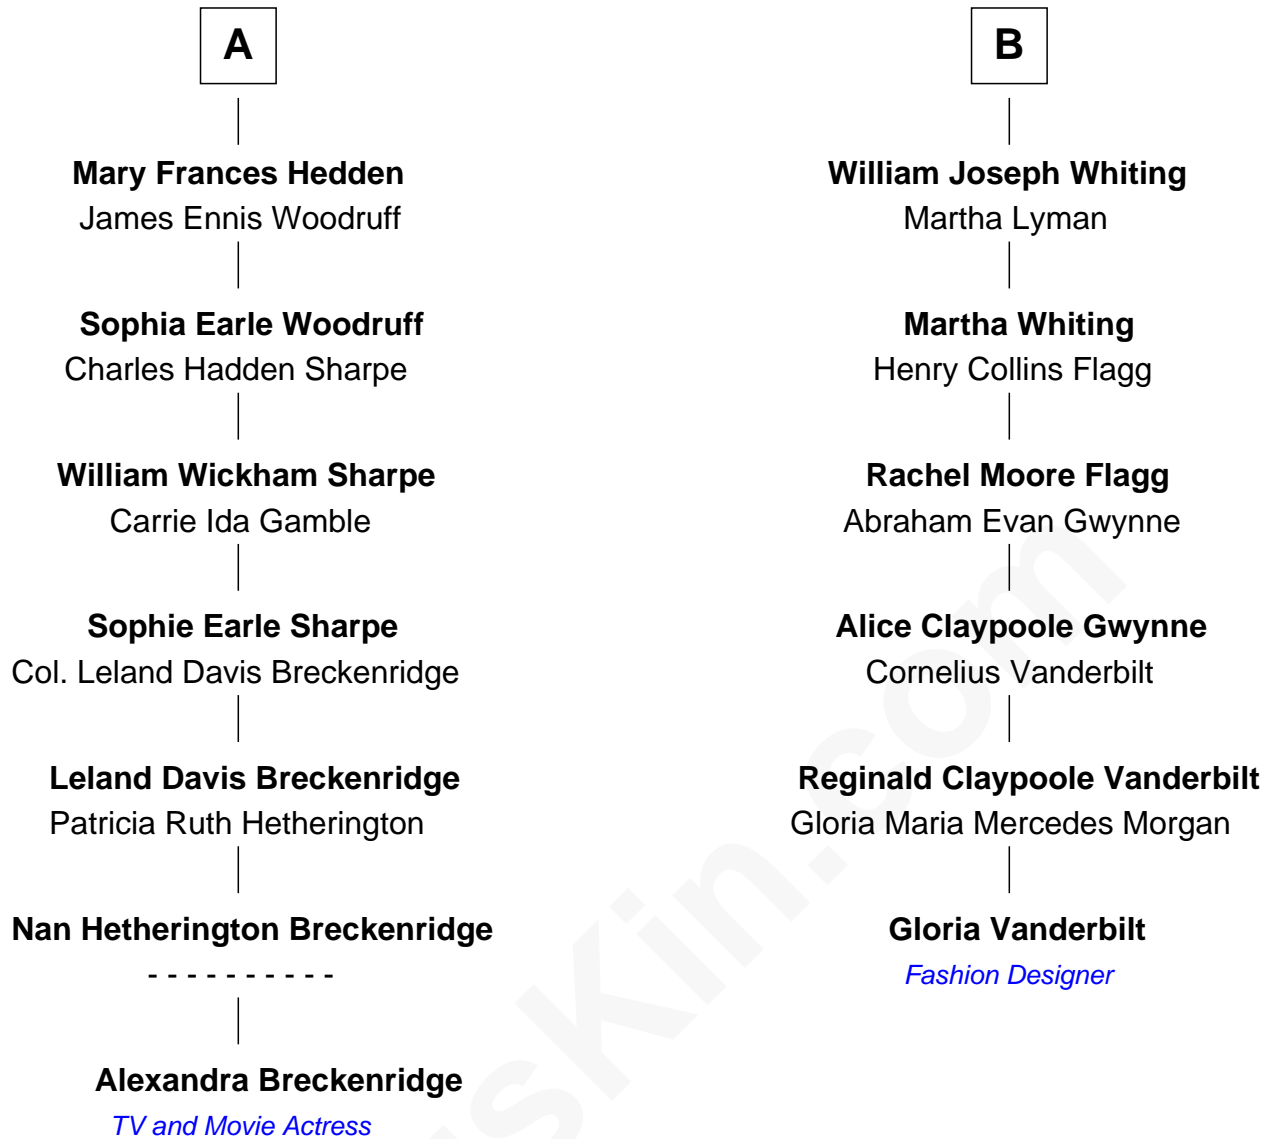 A
Mary Frances Hedden
James Ennis Woodruff
Sophia Earle Woodruff
Charles Hadden Sharpe
William Wickham Sharpe
Carrie Ida Gamble
Sophie Earle Sharpe
Col. Leland Davis Breckenridge
Leland Davis Breckenridge
Patricia Ruth Hetherington
Nan Hetherington Breckenridge
- - - - - - - - - -
Alexandra Breckenridge
TV and Movie Actress
B
William Joseph Whiting
Martha Lyman
Martha Whiting
Henry Collins Flagg
Rachel Moore Flagg
Abraham Evan Gwynne
Alice Claypoole Gwynne
Cornelius Vanderbilt
Reginald Claypoole Vanderbilt
Gloria Maria Mercedes Morgan
Gloria Vanderbilt
Fashion Designer
sKin.com